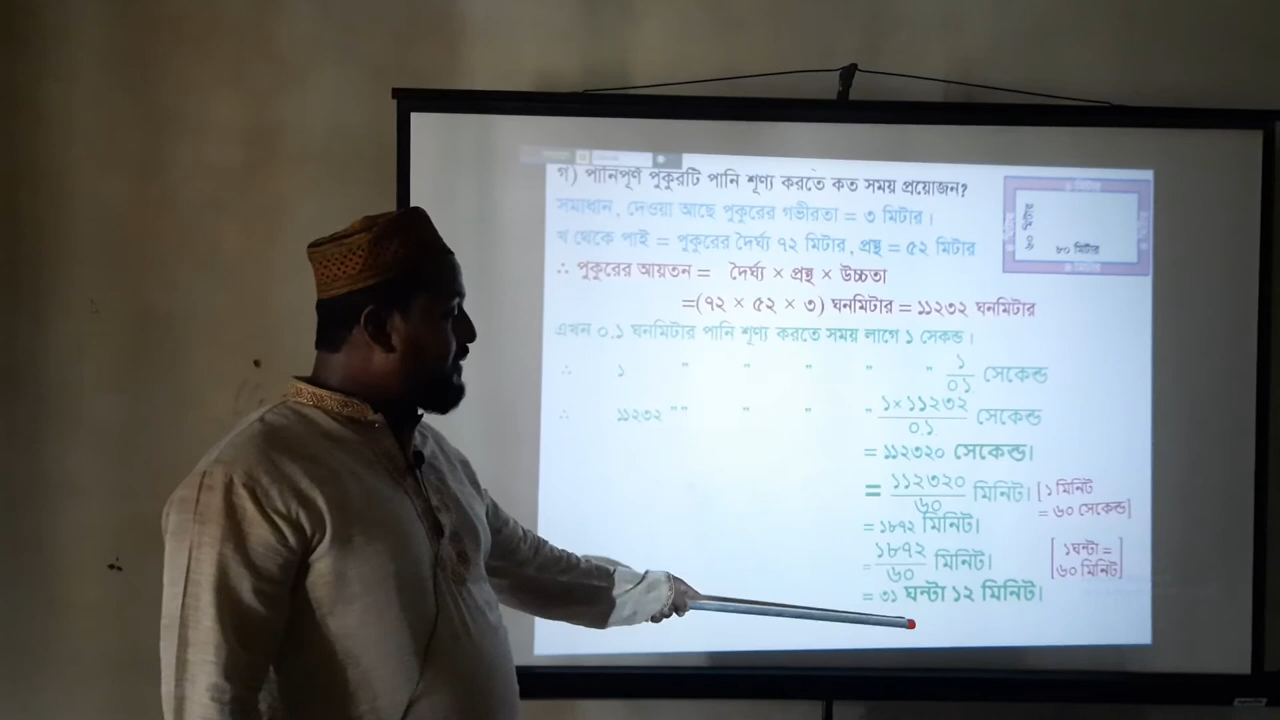 গ) পানিপূর্ণ পুকুরটি পানি শূণ্য করতে কত সময় প্রয়োজন?
সমাধান, দেওয়া আছে পুকুরের গভীরতা = ৩ মিটার।
খ থেকে পাই = পুকুরের দৈর্ঘ্য ৭২ মিটার, প্রস্থ = ৫২ মিটার
∴ পুকুরের আয়তন = দৈর্ঘ্য × প্রস্থ × উচ্চতা
=(৭২ × ৫২ × ৩) ঘনমিটার = ১১২৩২ ঘনমিটার
এখন ০.১ ঘনমিটার পানি শূণ্য করতে সময় লাগে ১ সেকন্ড।
∴ ১ " " " " " ১/০.১ সেকেন্ড
∴ ১১২৩২ " " " " " ১×১১২৩২/০.১ সেকেন্ড
= ১১২৩২০ সেকেন্ড।
= ১১২৩২০/৬০ মিনিট। [১ মিনিট
= ৬০ সেকেন্ড]
= ১৮৭২ মিনিট।
= ১৮৭২/৬০ মিনিট। [১ঘন্টা =
৬০ মিনিট]
= ৩১ ঘন্টা ১২ মিনিট।
৬০ মিটার
৮০ মিটার